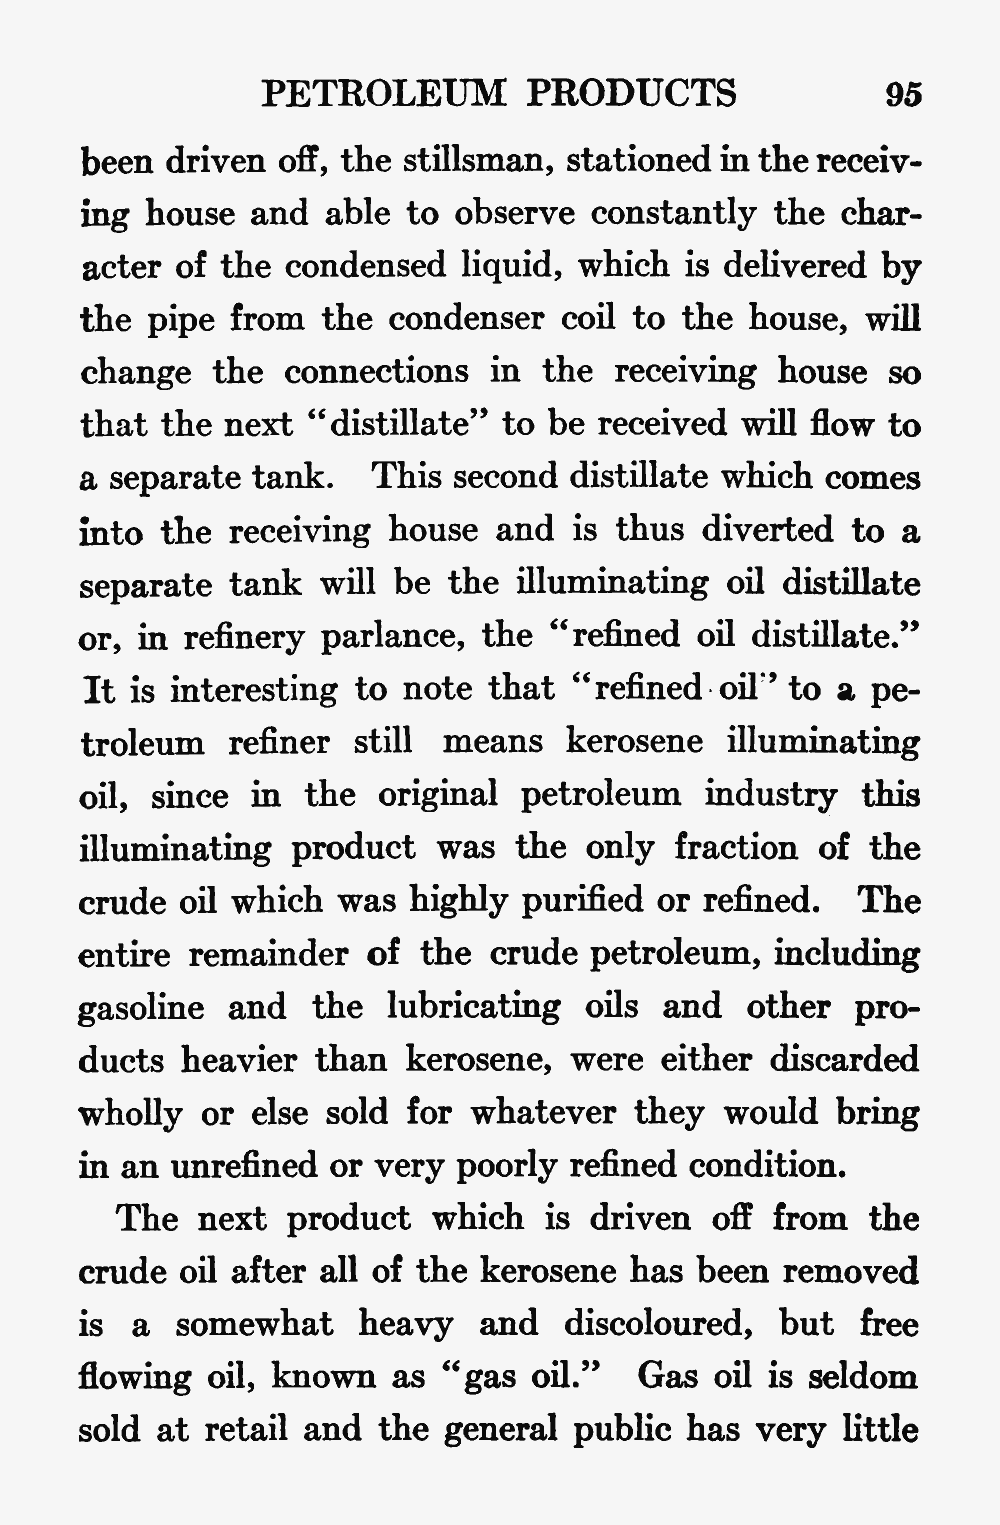 PETROLEUM PRODUCTS 95
been driven off, the stillsman, stationed in the receiv-
ing house and able to observe constantly the char-
acter of the condensed liquid, which is delivered by
the pipe from the condenser coil to the house, will
change the connections in the receiving house so
that the next “distillate” to be received will flow to
a separate tank. This second distillate which comes
into the receiving house and is thus diverted to a
separate tank will be the illuminating oil distillate
or, in refinery parlance, the “refined oil distillate.”
It is interesting to note that “refined oil” to a pe-
troleum refiner still means kerosene illuminating
oil, since in the original petroleum industry this
illuminating product was the only fraction of the
crude oil which was highly purified or refined. The
entire remainder of the crude petroleum, including
gasoline and the lubricating oils and other pro-
ducts heavier than kerosene, were either discarded
wholly or else sold for whatever they would bring
in an unrefined or very poorly refined condition.
The next product which is driven off from the
crude oil after all of the kerosene has been removed
is a somewhat heavy and discoloured, but free
flowing oil, known as “gas oil.” Gas oil is seldom
sold at retail and the general public has very little